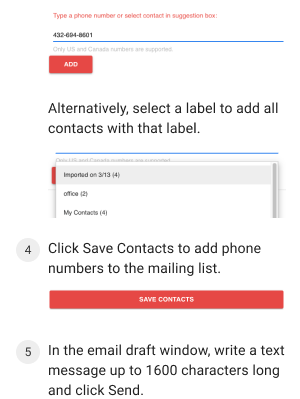 Type a phone number or select contact in suggestion box:
432-694-8601
Only US and Canada numbers are supported.
ADD
Alternatively, select a label to add all
contacts with that label.
Only US and Canada numbers are supported.
Imported on 3/13 (4)
office (2)
My Contacts (4)
4 Click Save Contacts to add phone
numbers to the mailing list.
SAVE CONTACTS
5 In the email draft window, write a text
message up to 1600 characters long
and click Send.